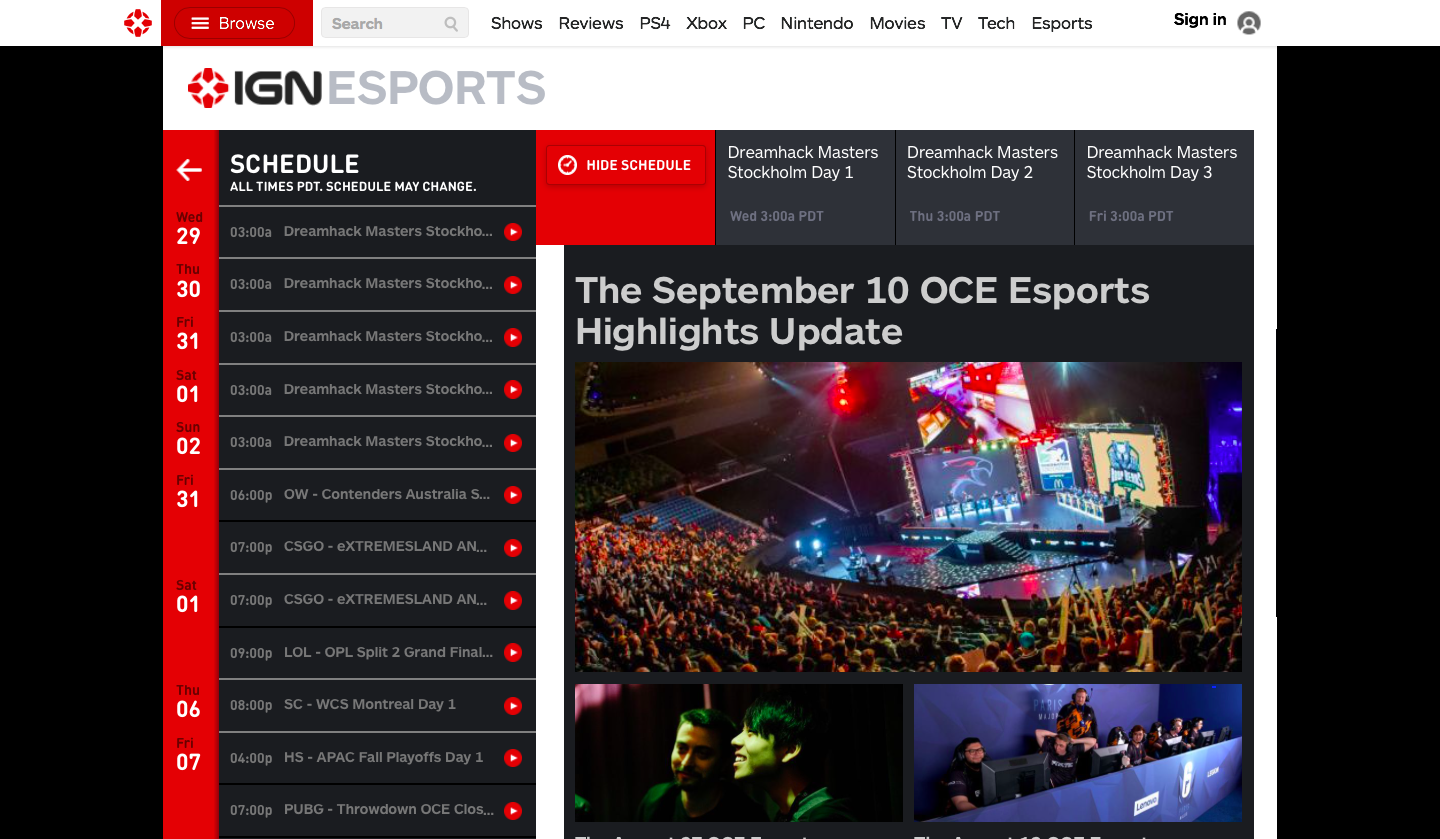 Browse
Search
Shows Reviews PS4 Xbox PC Nintendo Movies TV Tech Esports
Sign in
IGN ESPORTS
SCHEDULE
ALL TIMES PDT. SCHEDULE MAY CHANGE.
Wed 29
03:00a Dreamhack Masters Stockho...
Thu 30
03:00a Dreamhack Masters Stockho...
Fri 31
03:00a Dreamhack Masters Stockho...
Sat 01
03:00a Dreamhack Masters Stockho...
Sun 02
03:00a Dreamhack Masters Stockho...
Fri 31
06:00p OW - Contenders Australia S...
07:00p CSGO - eXTREMESLAND AN...
Sat 01
07:00p CSGO - eXTREMESLAND AN...
09:00p LOL - OPL Split 2 Grand Final...
Thu 06
08:00p SC - WCS Montreal Day 1
Fri 07
04:00p HS - APAC Fall Playoffs Day 1
07:00p PUBG - Throwdown OCE Clos...
HIDE SCHEDULE
Dreamhack Masters
Stockholm Day 1
Wed 3:00a PDT
Dreamhack Masters
Stockholm Day 2
Thu 3:00a PDT
Dreamhack Masters
Stockholm Day 3
Fri 3:00a PDT
The September 10 OCE Esports
Highlights Update
PARIS
MAJOR
Lenovo
LEGION